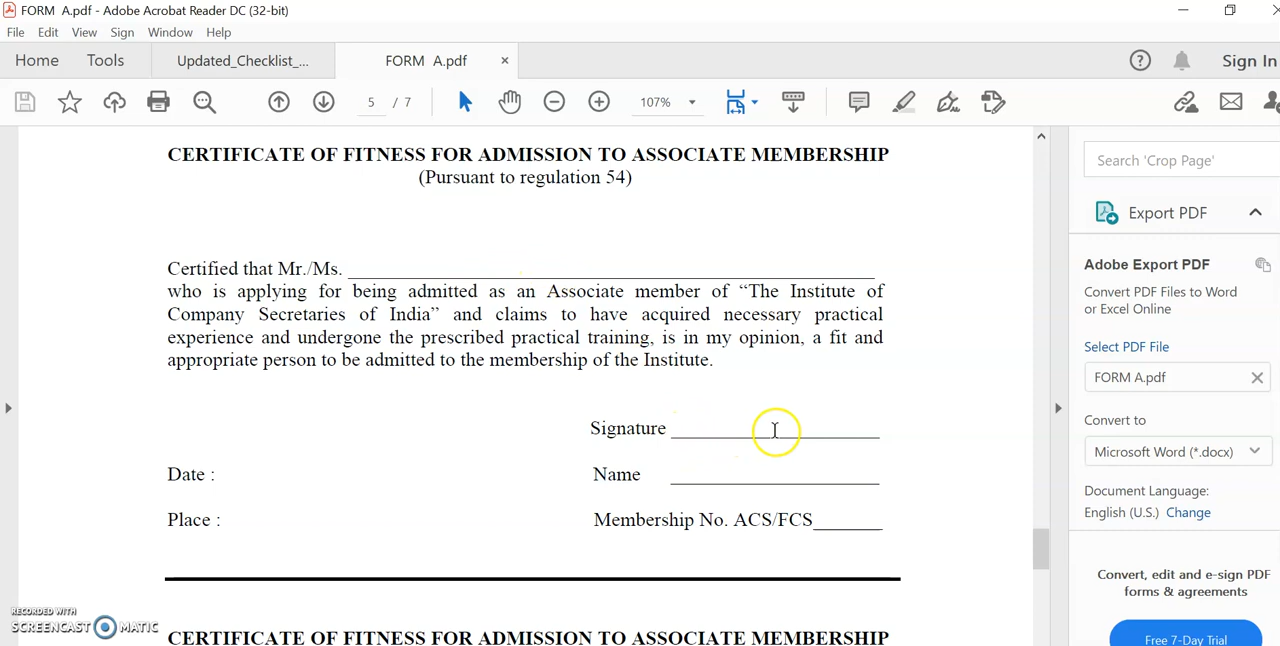 FORM A.pdf - Adobe Acrobat Reader DC (32-bit)
File Edit View Sign Window Help
Home Tools Updated_Checklist_... FORM A.pdf × Sign In
5 / 7 107%
CERTIFICATE OF FITNESS FOR ADMISSION TO ASSOCIATE MEMBERSHIP
(Pursuant to regulation 54)
Certified that Mr./Ms.
who is applying for being admitted as an Associate member of “The Institute of
Company Secretaries of India” and claims to have acquired necessary practical
experience and undergone the prescribed practical training, is in my opinion, a fit and
appropriate person to be admitted to the membership of the Institute.
Signature
Date : Name
Place : Membership No. ACS/FCS
CERTIFICATE OF FITNESS FOR ADMISSION TO ASSOCIATE MEMBERSHIP
Search 'Crop Page'
Export PDF
Adobe Export PDF
Convert PDF Files to Word
or Excel Online
Select PDF File
FORM A.pdf
Convert to
Microsoft Word (*.docx)
Document Language:
English (U.S.) Change
Convert, edit and e-sign PDF
forms & agreements
Free 7-Day Trial
RECORDED WITH
SCREENCAST MATIC